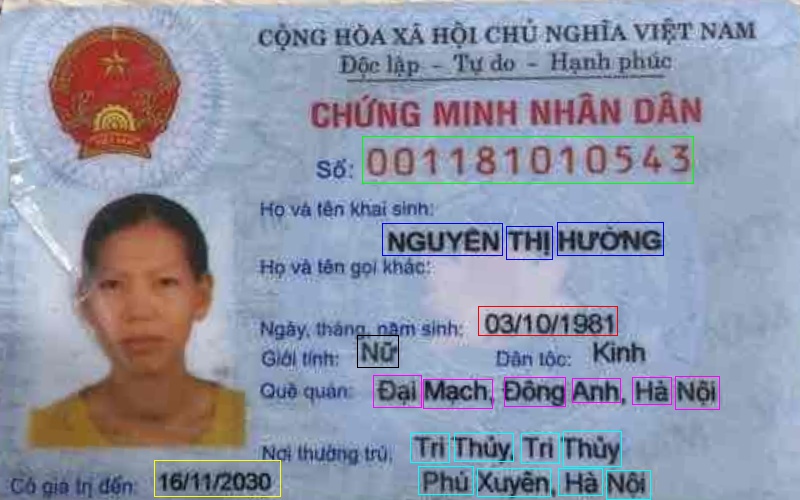 CỘNG HÒA XÃ HỘI CHỦ NGHĨA VIỆT NAM
Độc lập - Tự do - Hạnh phúc
CHỨNG MINH NHÂN DÂN
Số: 001181010543
Họ và tên khai sinh:
NGUYỄN THỊ HƯỜNG
Họ và tên gọi khác:
Ngày, tháng, năm sinh: 03/10/1981
Giới tính: Nữ Dân tộc: Kinh
Quê quán: Đại Mạch, Đông Anh, Hà Nội
Nơi thường trú: Tri Thủy, Tri Thủy
Phú Xuyên, Hà Nội
Có giá trị đến: 16/11/2030